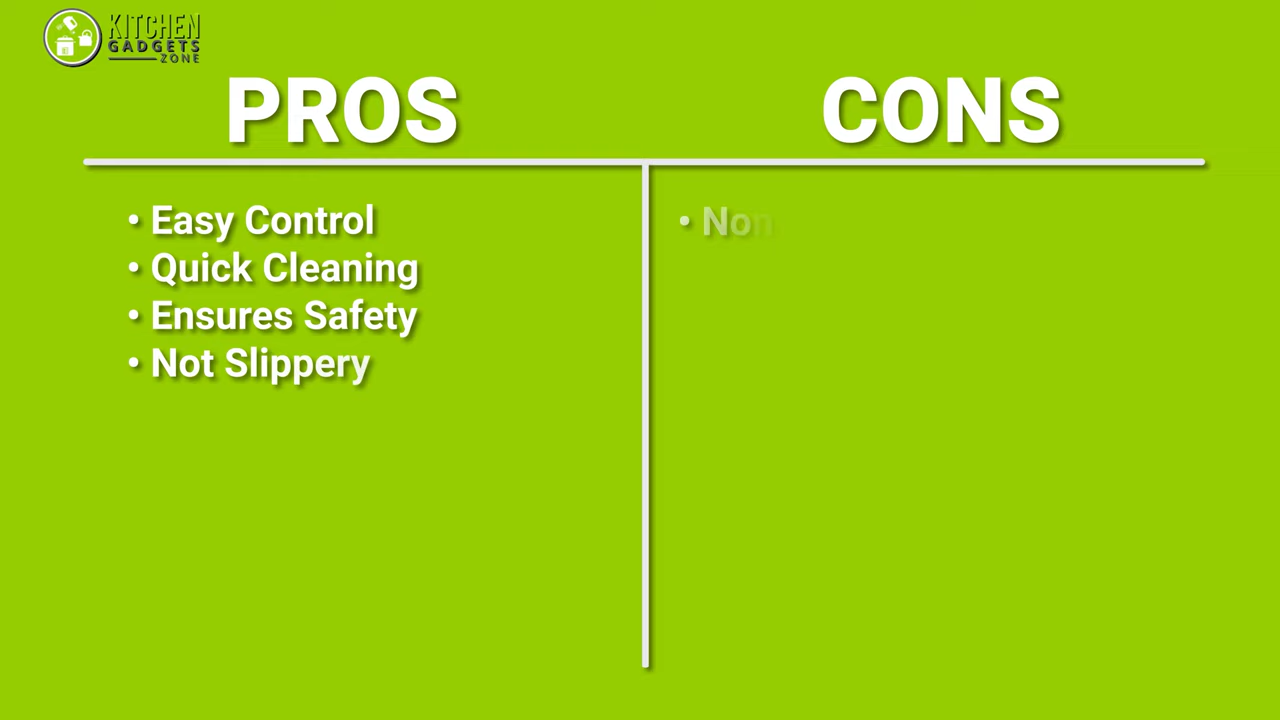 KITCHEN
GADGETS
ZONE
PROS
CONS
• Easy Control
• Quick Cleaning
• Ensures Safety
• Not Slippery